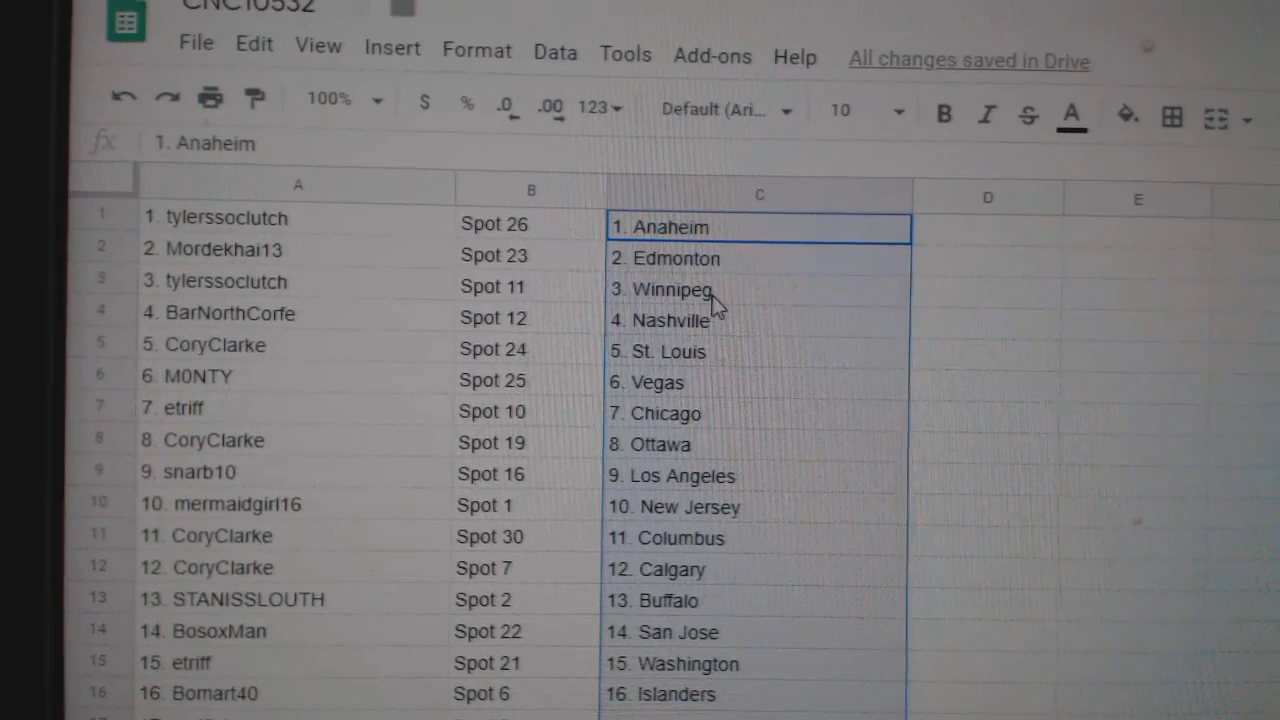 CNC10532
File Edit View Insert Format Data Tools Add-ons Help All changes saved in Drive
100% $ % .0 .00 123 Default (Ari... 10 B I S A
fx 1. Anaheim
A B C D E
1 1. tylerssoclutch Spot 26 1. Anaheim
2 2. Mordekhai13 Spot 23 2. Edmonton
3 3. tylerssoclutch Spot 11 3. Winnipeg
4 4. BarNorthCorfe Spot 12 4. Nashville
5 5. CoryClarke Spot 24 5. St. Louis
6 6. M0NTY Spot 25 6. Vegas
7 7. etriff Spot 10 7. Chicago
8 8. CoryClarke Spot 19 8. Ottawa
9 9. snarb10 Spot 16 9. Los Angeles
10 10. mermaidgirl16 Spot 1 10. New Jersey
11 11. CoryClarke Spot 30 11. Columbus
12 12. CoryClarke Spot 7 12. Calgary
13 13. STANISSLOUTH Spot 2 13. Buffalo
14 14. BosoxMan Spot 22 14. San Jose
15 15. etriff Spot 21 15. Washington
16 16. Bomart40 Spot 6 16. Islanders